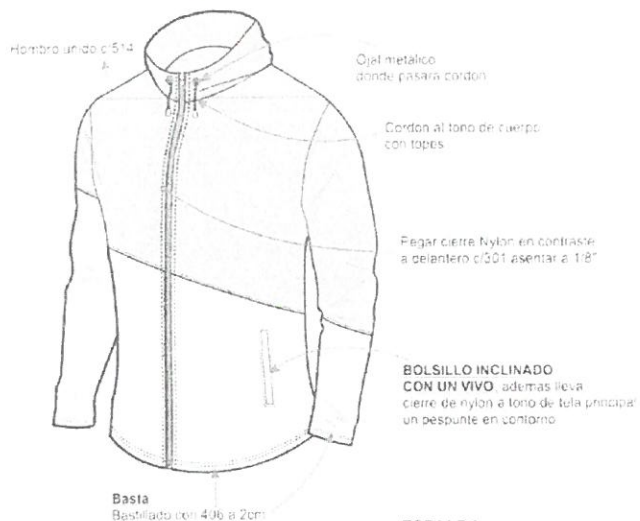 Hombro unido c/514
Ojal metalico
donde pasara cordon
Cordon al tono de cuerpo
con topes
Pegar cierre Nylon en contraste
a delantero c/301 asentar a 1/8"
BOLSILLO INCLINADO
CON UN VIVO, ademas lleva
cierre de nylon a tono de tela principal
un pespunte en contorno
Basta
Bastillado con 406 a 2cm